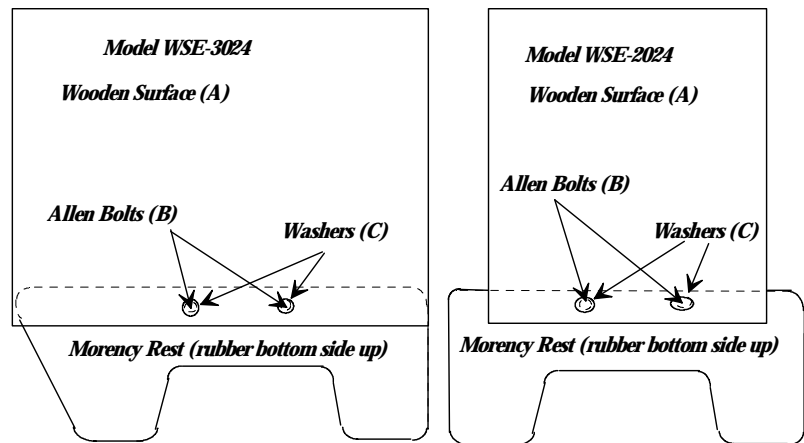 Model WSE-3024
Wooden Surface (A)
Allen Bolts (B)
Washers (C)
Morency Rest (rubber bottom side up)
Model WSE-2024
Wooden Surface (A)
Allen Bolts (B)
Washers (C)
Morency Rest (rubber bottom side up)